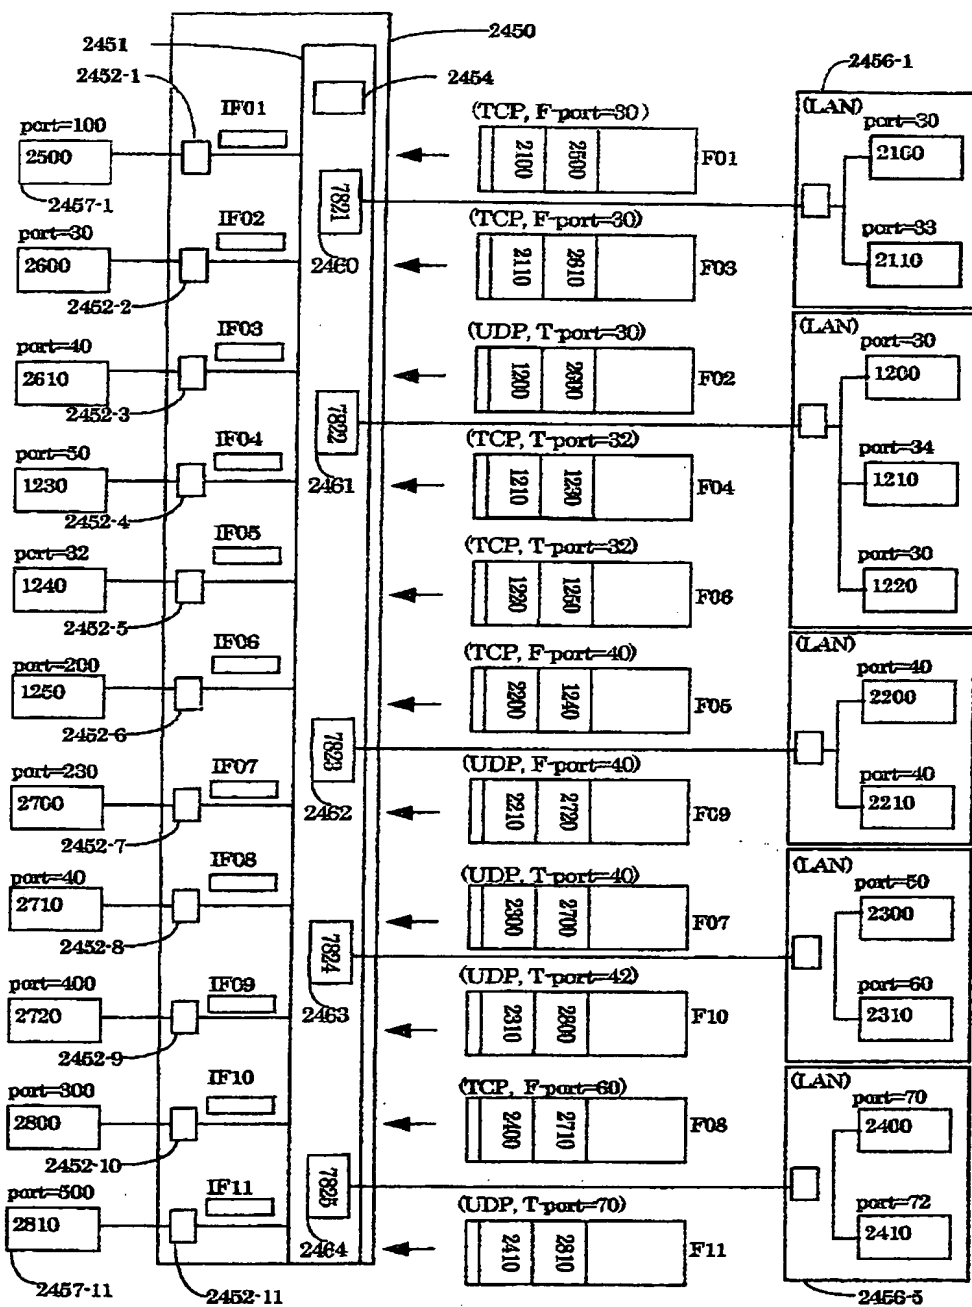 2450
2451
2452-1
2454
2456-1
IF01
(TCP, F-port=30)
(LAN)
port=100
2500
2100
2500
F01
port=30
2100
2457-1
7821
IF02
(TCP, F-port=30)
port=30
2600
2460
2110
2610
F03
port=33
2110
2452-2
IF03
(UDP, T-port=30)
(LAN)
port=40
2610
1200
2600
F02
port=30
1200
2452-3
7822
IF04
(TCP, T-port=32)
port=50
1230
2461
1210
1230
F04
port=34
1210
2452-4
IF05
(TCP, T-port=32)
port=32
1240
1220
1250
F06
port=30
1220
2452-5
IF06
(TCP, F-port=40)
(LAN)
port=200
1250
2200
1240
F05
port=40
2200
2452-6
7823
IF07
(UDP, F-port=40)
port=230
2700
2462
2210
2720
F09
port=40
2210
2452-7
IF08
(UDP, T-port=40)
(LAN)
port=40
2710
2300
2700
F07
port=50
2300
2452-8
7824
IF09
(UDP, T-port=42)
port=400
2720
2463
2310
2800
F10
port=60
2310
2452-9
IF10
(TCP, F-port=60)
(LAN)
port=300
2800
2400
2710
F08
port=70
2400
2452-10
7825
IF11
(UDP, T-port=70)
port=500
2810
2464
2410
2810
F11
port=72
2410
2457-11
2452-11
2456-5